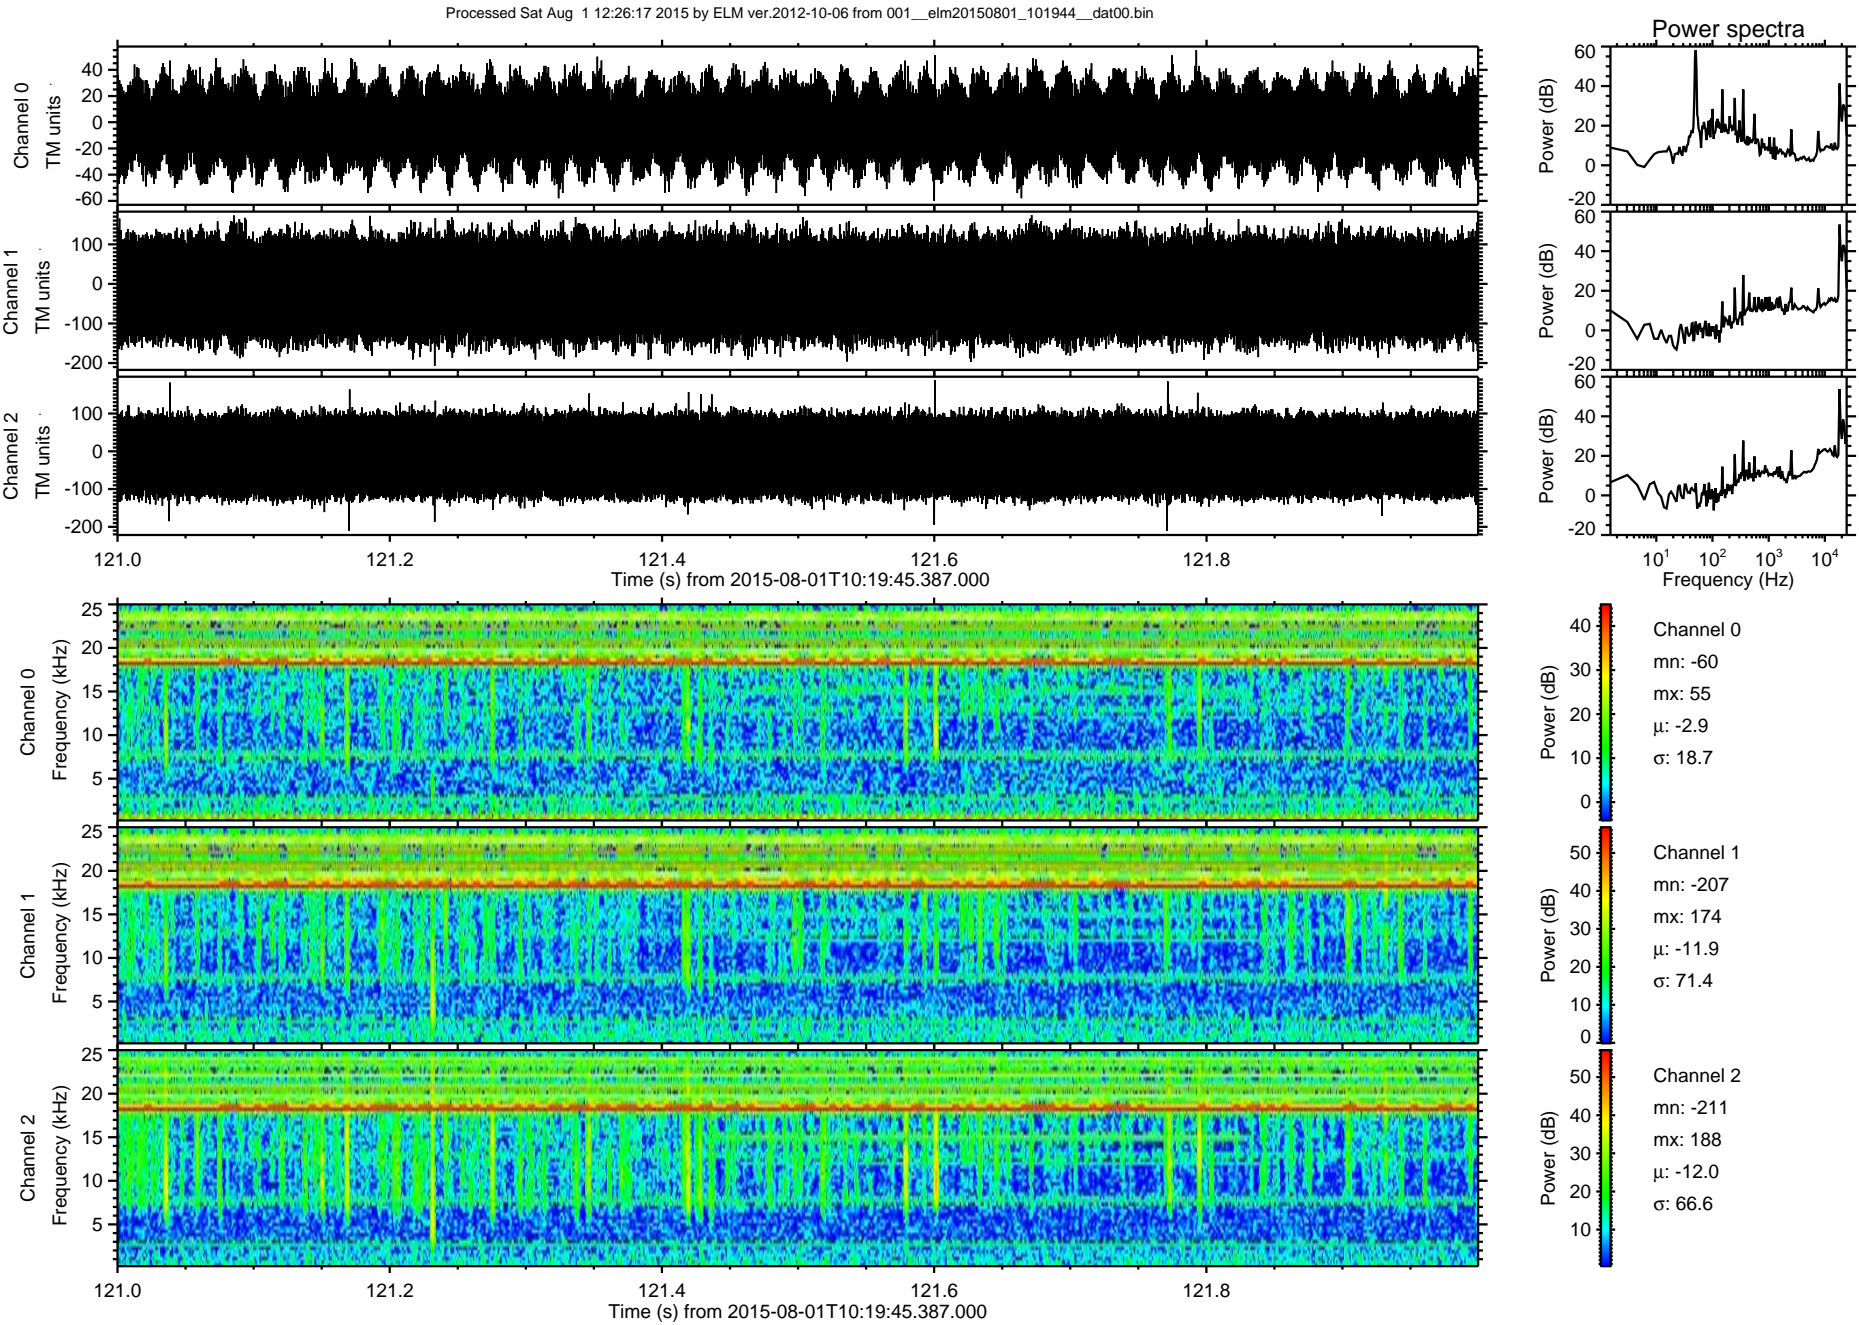 Processed Sat Aug  1 12:26:17 2015 by ELM ver.2012-10-06 from 001__elm20150801_101944__dat00.bin
Power spectra
Channel 0
TM units
40
20
0
-20
-40
-60
Power (dB)
60
40
20
0
-20
Channel 1
TM units
100
0
-100
-200
Power (dB)
60
40
20
0
-20
Channel 2
TM units
100
0
-100
-200
Power (dB)
60
40
20
0
-20
121.0 121.2 121.4 121.6 121.8
Time (s) from 2015-08-01T10:19:45.387.000
10^1 10^2 10^3 10^4
Frequency (Hz)
Channel 0
Frequency (kHz)
25
20
15
10
5
Power (dB)
40
30
20
10
0
Channel 0
mn: -60
mx: 55
μ: -2.9
σ: 18.7
Channel 1
Frequency (kHz)
25
20
15
10
5
Power (dB)
50
40
30
20
10
0
Channel 1
mn: -207
mx: 174
μ: -11.9
σ: 71.4
Channel 2
Frequency (kHz)
25
20
15
10
5
Power (dB)
50
40
30
20
10
Channel 2
mn: -211
mx: 188
μ: -12.0
σ: 66.6
121.0 121.2 121.4 121.6 121.8
Time (s) from 2015-08-01T10:19:45.387.000